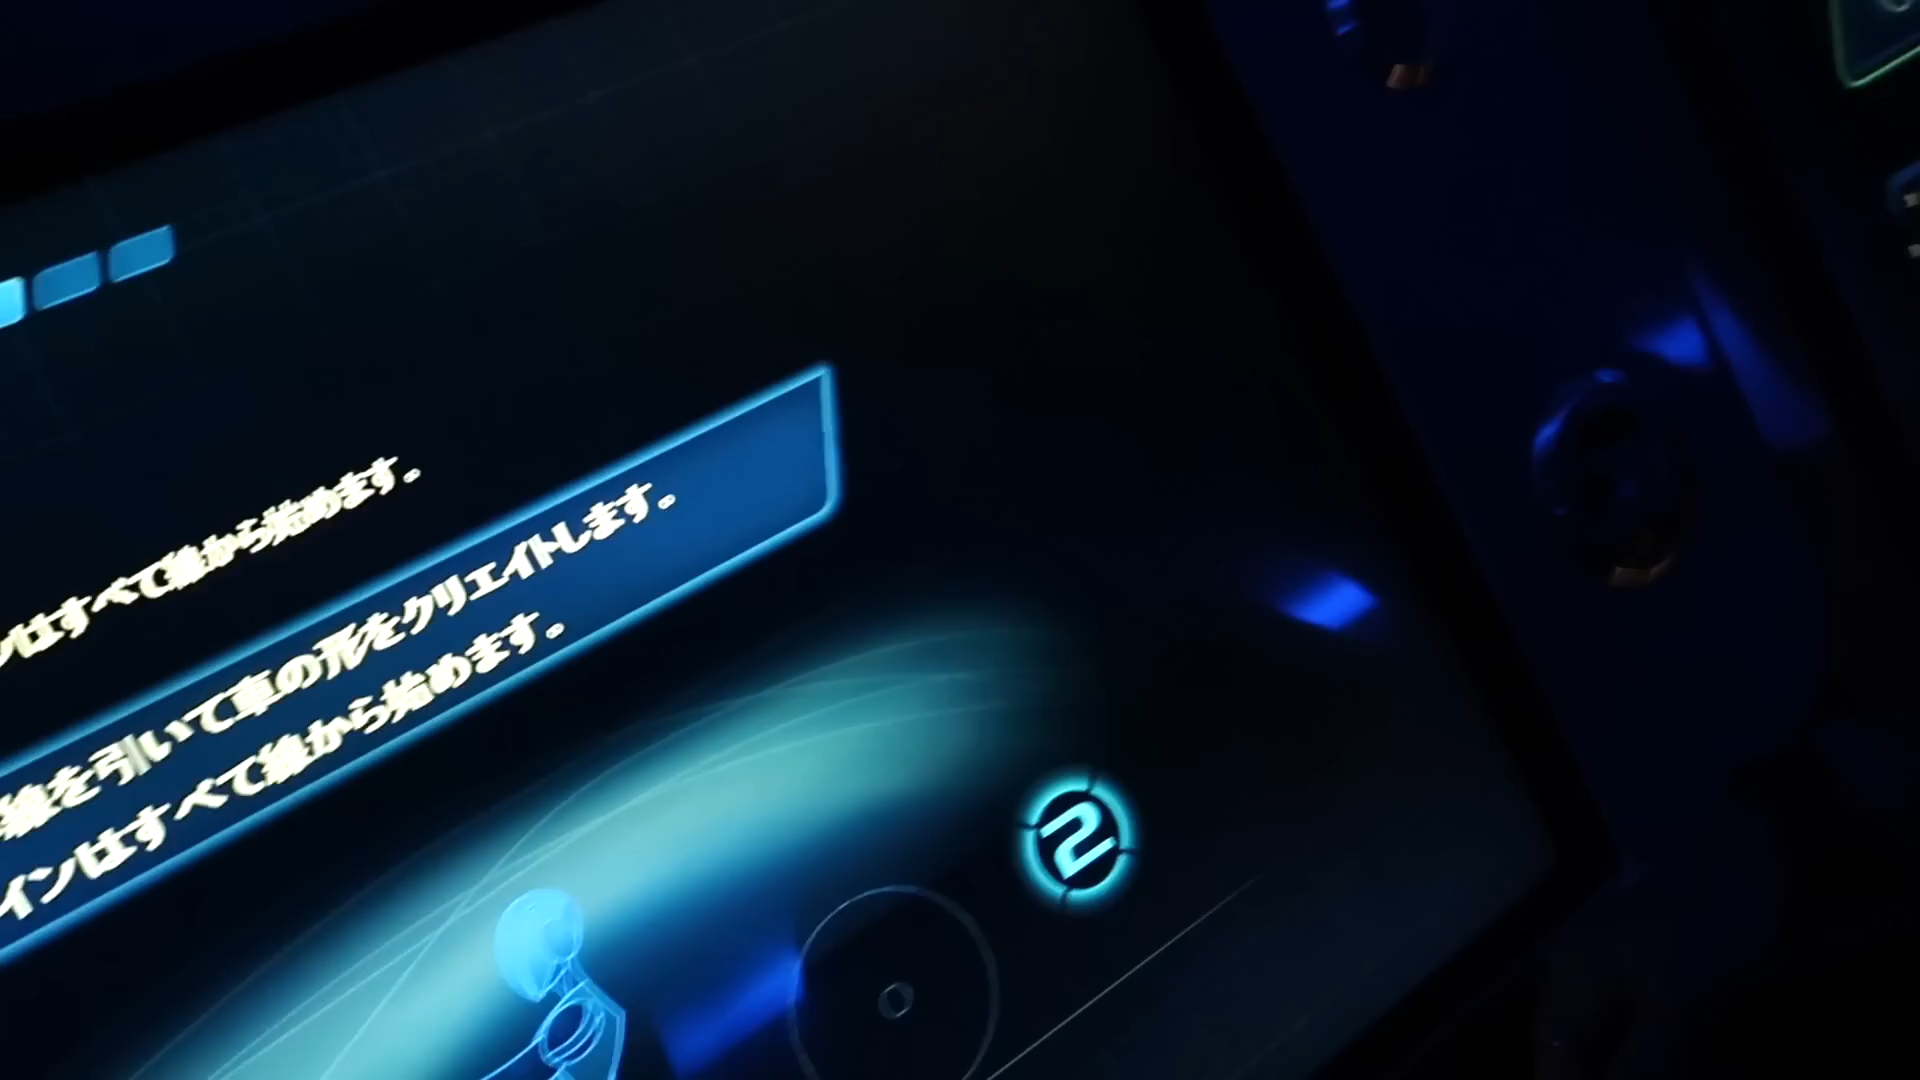 ンはすべて線から始めます。
線を引いて車の形をクリエイトします。
インはすべて線から始めます。
2